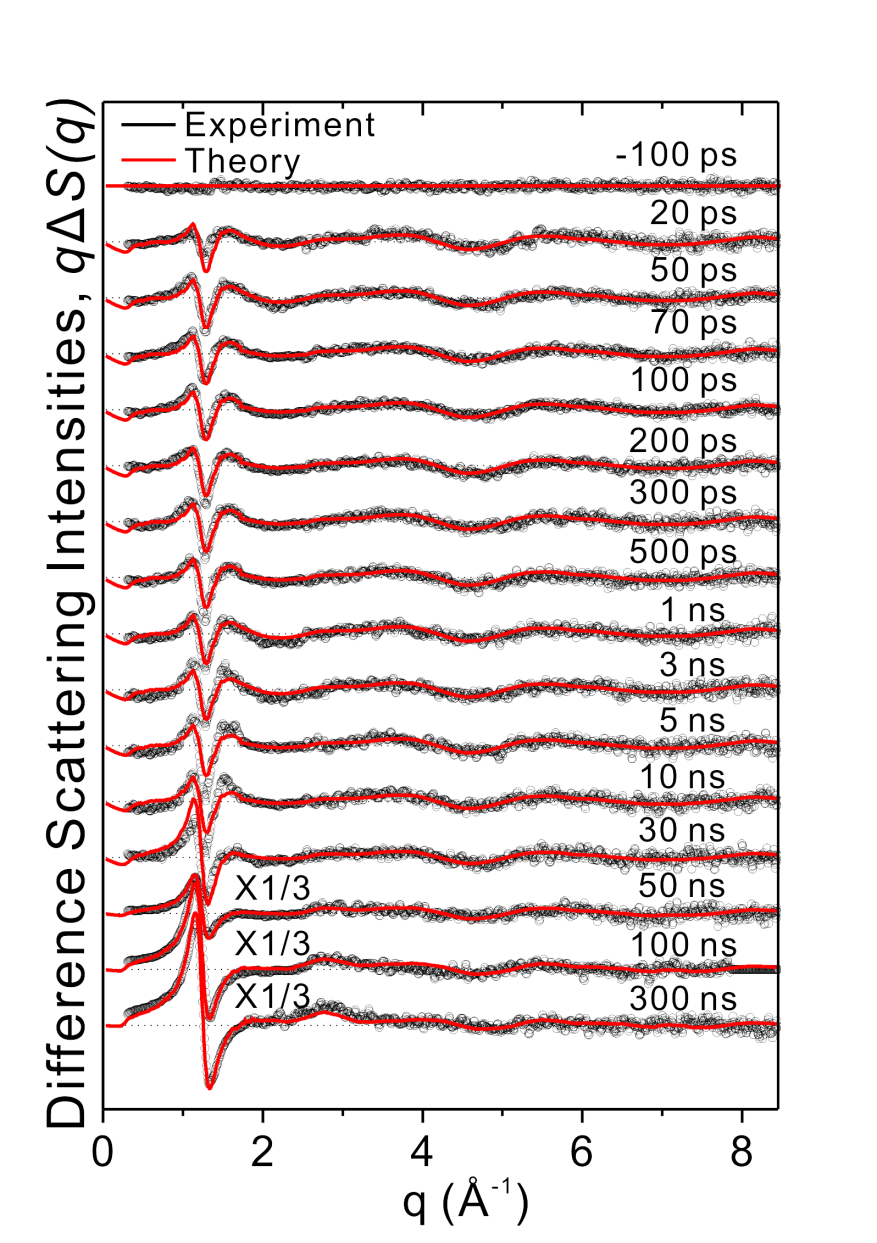 Difference Scattering Intensities, qΔS(q)
Experiment
Theory
-100 ps
20 ps
50 ps
70 ps
100 ps
200 ps
300 ps
500 ps
1 ns
3 ns
5 ns
10 ns
30 ns
X1/3 50 ns
X1/3 100 ns
X1/3 300 ns
0 2 4 6 8
q (Å⁻¹)